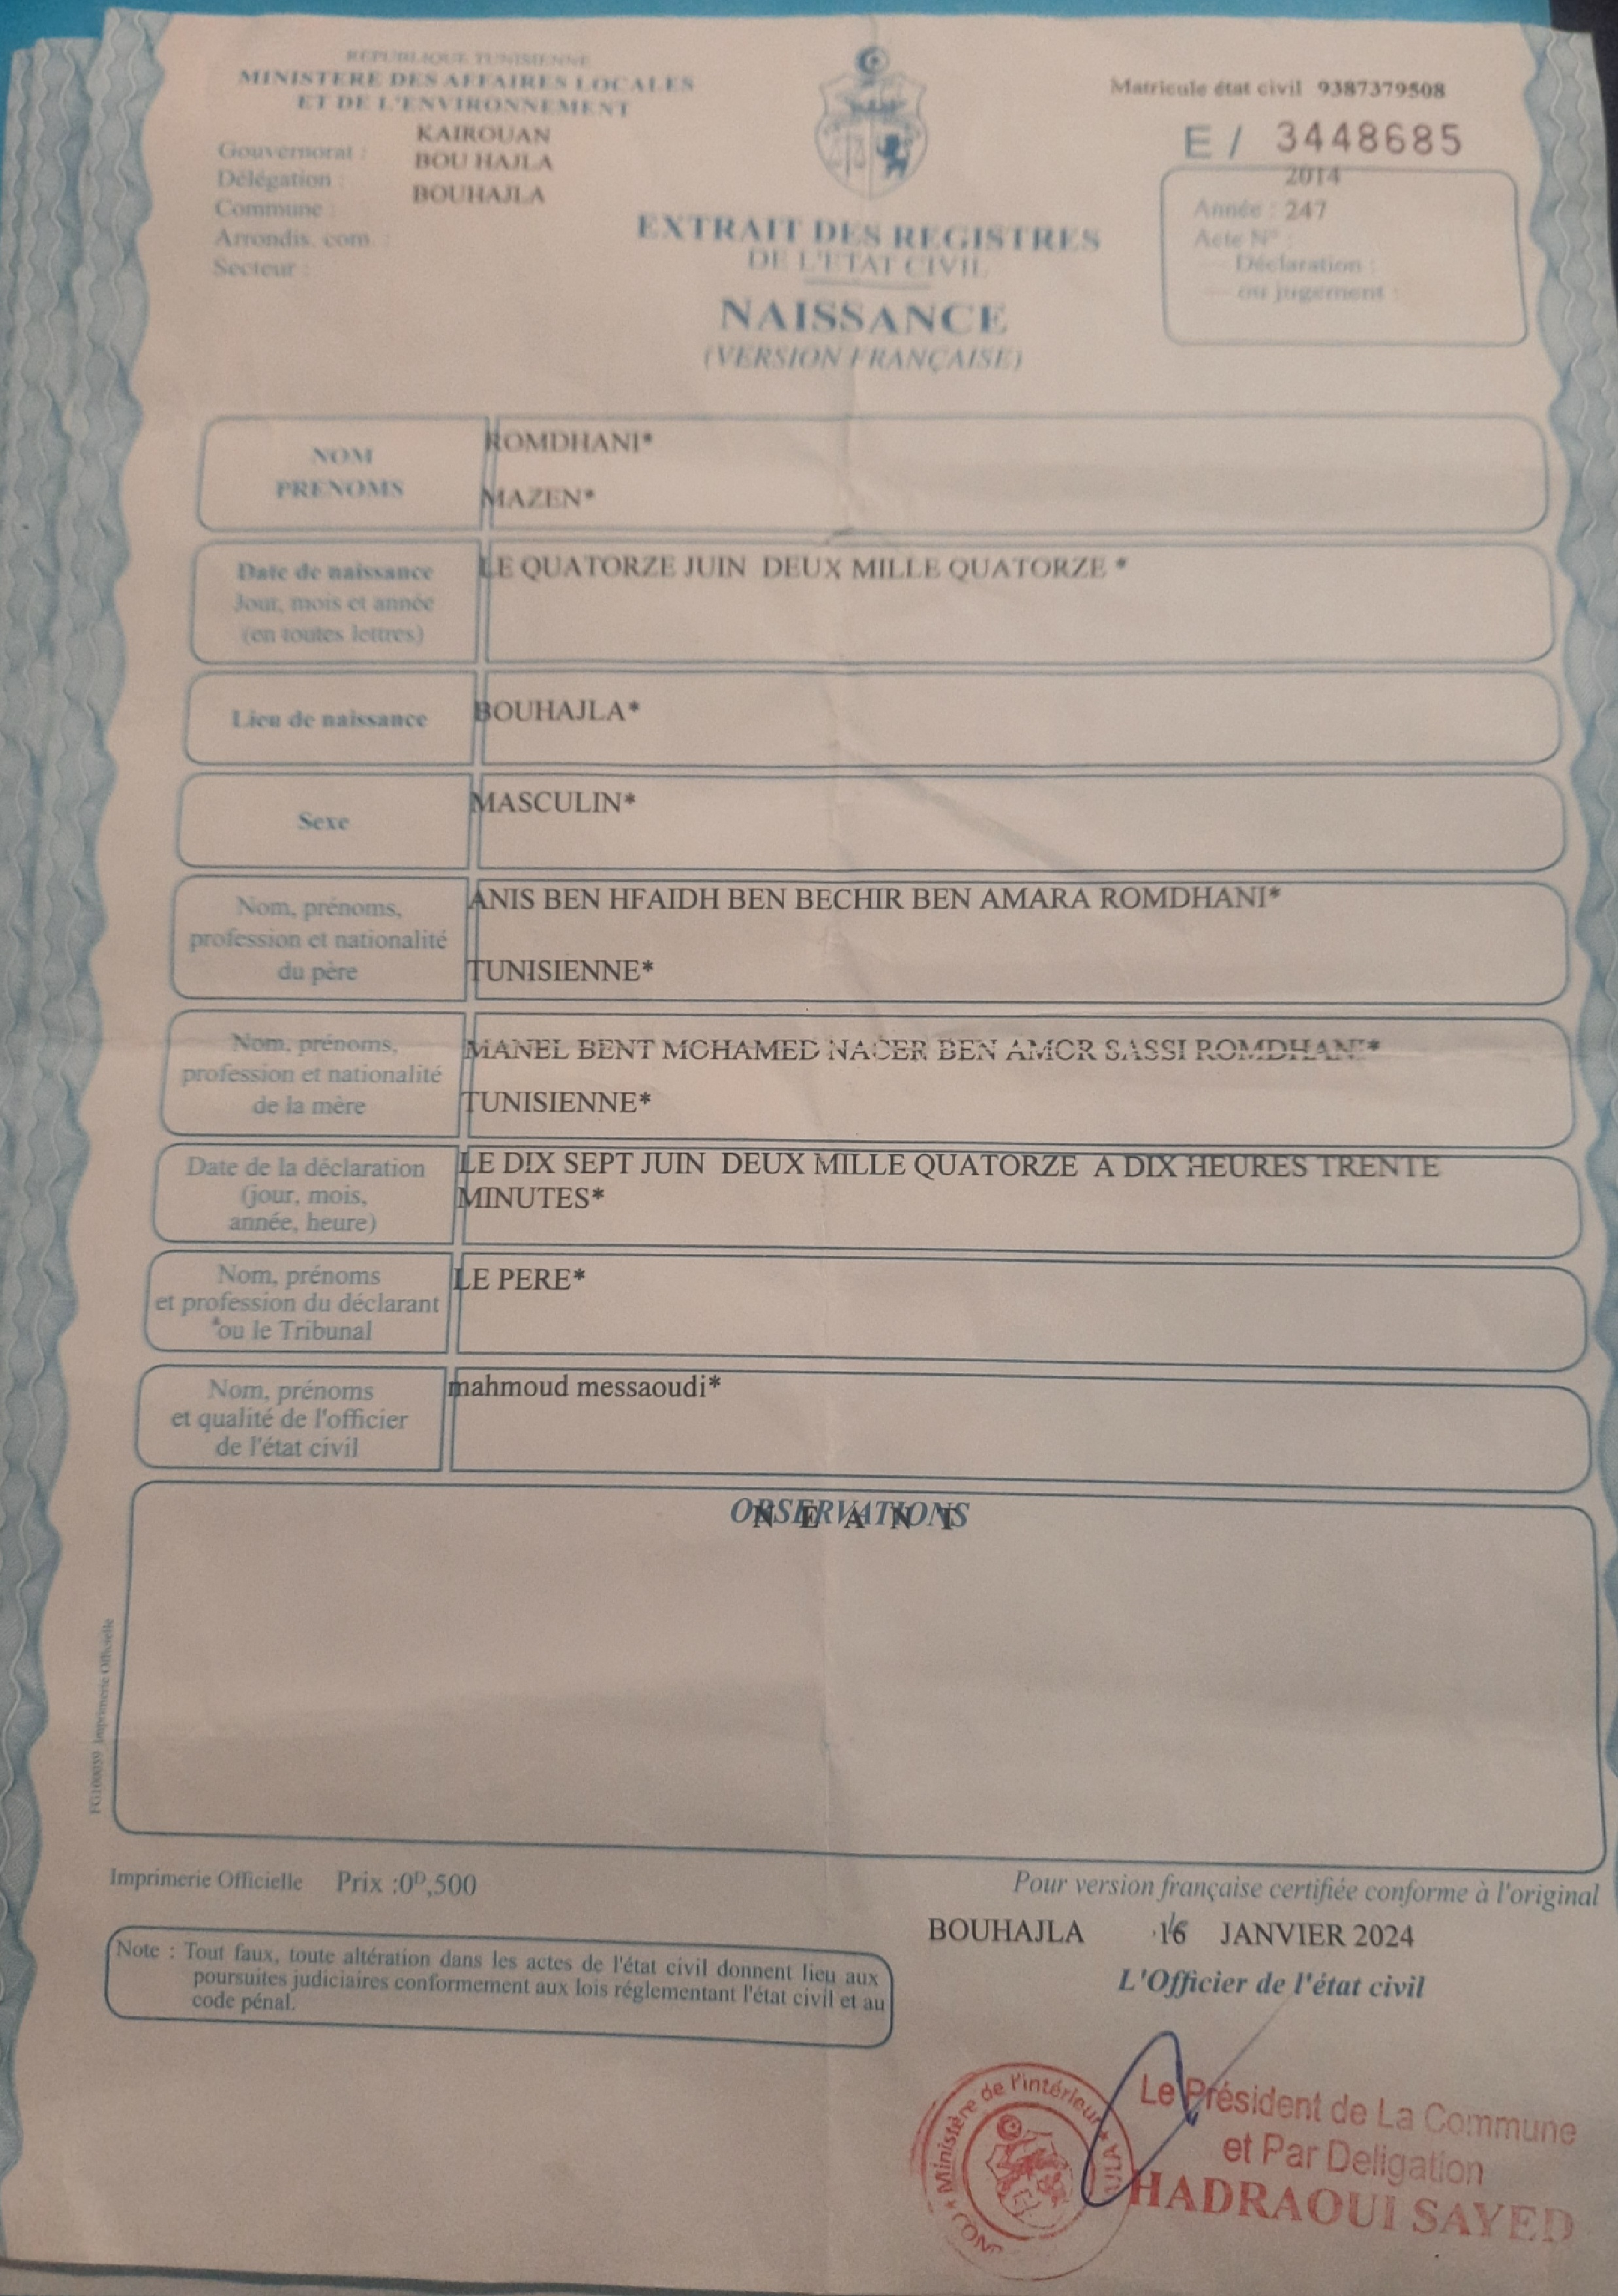 REPUBLIQUE TUNISIENNE
MINISTERE DES AFFAIRES LOCALES
ET DE L'ENVIRONNEMENT
Gouvernorat : KAIROUAN
Délégation : BOU HAJLA
Commune : BOUHAJLA
Arrondis. com. :
Secteur :
Matricule état civil 9387379508
E / 3448685
2014
Année : 247
Acte N° :
— Déclaration :
— ou jugement :
EXTRAIT DES REGISTRES
DE L'ETAT CIVIL
NAISSANCE
(VERSION FRANÇAISE)
NOM
PRENOMS
ROMDHANI*
MAZEN*
Date de naissance
Jour, mois et année
(en toutes lettres)
LE QUATORZE JUIN DEUX MILLE QUATORZE *
Lieu de naissance
BOUHAJLA*
Sexe
MASCULIN*
Nom, prénoms,
profession et nationalité
du père
ANIS BEN HFAIDH BEN BECHIR BEN AMARA ROMDHANI*
TUNISIENNE*
Nom, prénoms,
profession et nationalité
de la mère
MANEL BENT MOHAMED NACER BEN AMOR SASSI ROMDHANI*
TUNISIENNE*
Date de la déclaration
(jour, mois,
année, heure)
LE DIX SEPT JUIN DEUX MILLE QUATORZE A DIX HEURES TRENTE
MINUTES*
Nom, prénoms
et profession du déclarant
ou le Tribunal
LE PERE*
Nom, prénoms
et qualité de l'officier
de l'état civil
mahmoud messaoudi*
OBSERVATIONS
N E A N T
FG100039 Imprimerie Officielle
Imprimerie Officielle Prix :0ᴰ,500
Pour version française certifiée conforme à l'original
BOUHAJLA 16 JANVIER 2024
L'Officier de l'état civil
Note : Tout faux, toute altération dans les actes de l'état civil donnent lieu aux
poursuites judiciaires conformement aux lois réglementant l'état civil et au
code pénal.
Ministère de l'intérieur
Le Président de La Commune
et Par Deligation
HADRAOUI SAYED